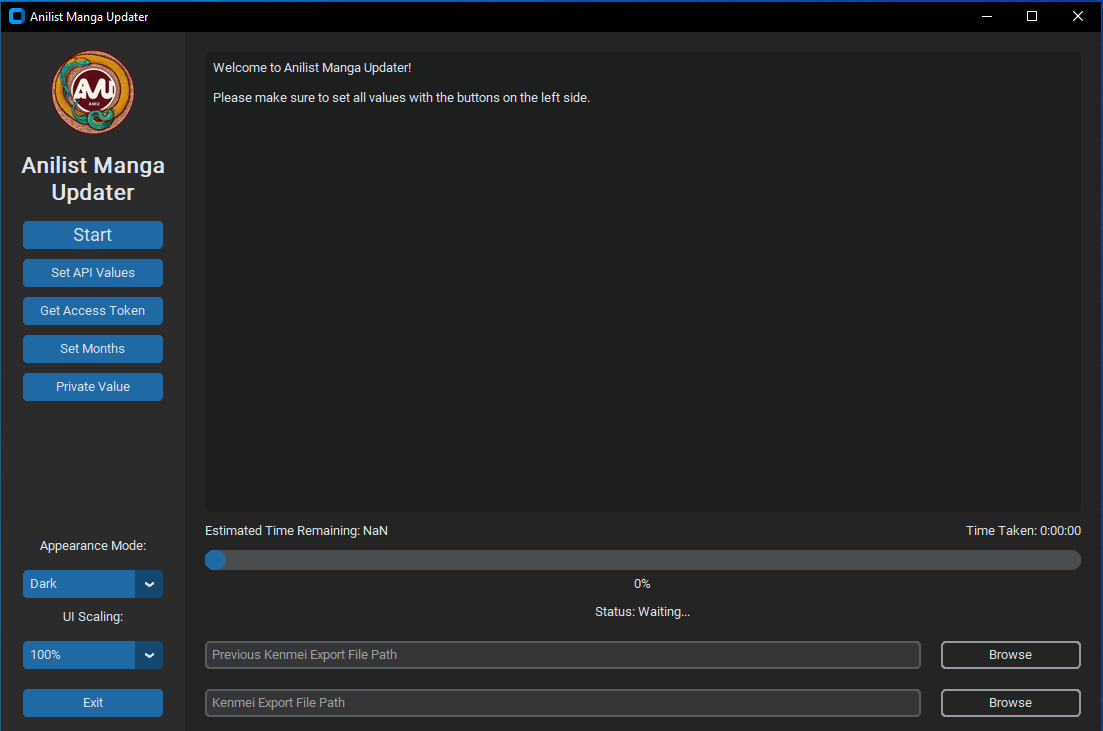 Anilist Manga Updater
AMU
AMU
Anilist Manga
Updater
Start
Set API Values
Get Access Token
Set Months
Private Value
Appearance Mode:
Dark
UI Scaling:
100%
Exit
Welcome to Anilist Manga Updater!
Please make sure to set all values with the buttons on the left side.
Estimated Time Remaining: NaN
Time Taken: 0:00:00
0%
Status: Waiting...
Previous Kenmei Export File Path
Browse
Kenmei Export File Path
Browse